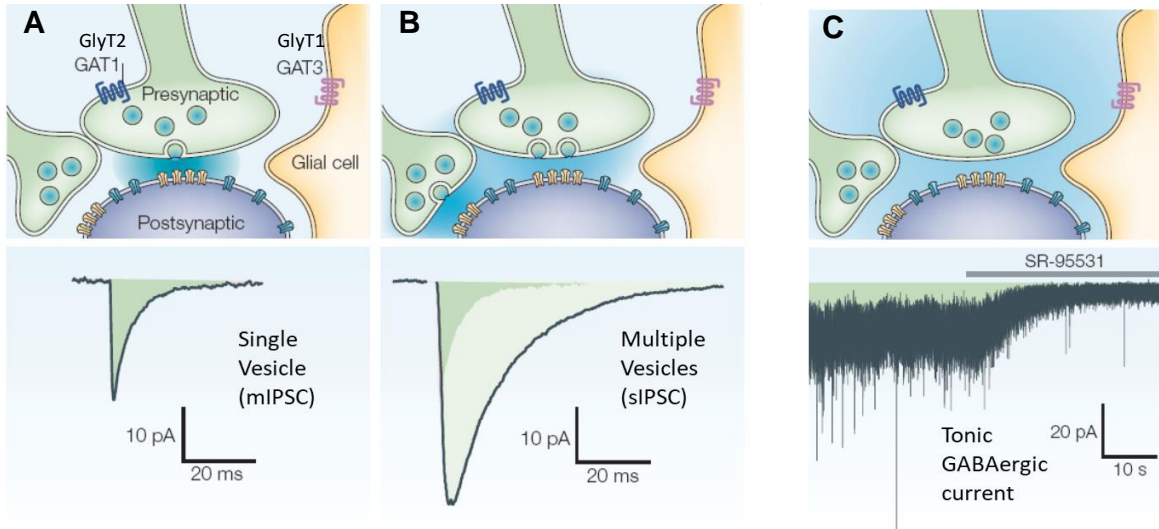 A
GlyT2
GAT1
Presynaptic
GlyT1
GAT3
Glial cell
Postsynaptic
B
C
Single
Vesicle
(mIPSC)
10 pA
20 ms
Multiple
Vesicles
(sIPSC)
10 pA
20 ms
SR-95531
Tonic
GABAergic
current
20 pA
10 s